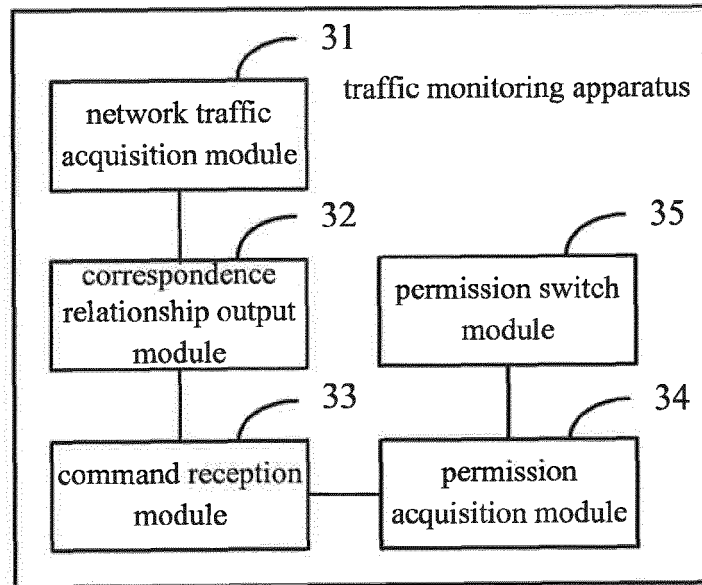 31
traffic monitoring apparatus
network traffic
acquisition module
32
correspondence
relationship output
module
35
permission switch
module
33
command reception
module
34
permission
acquisition module